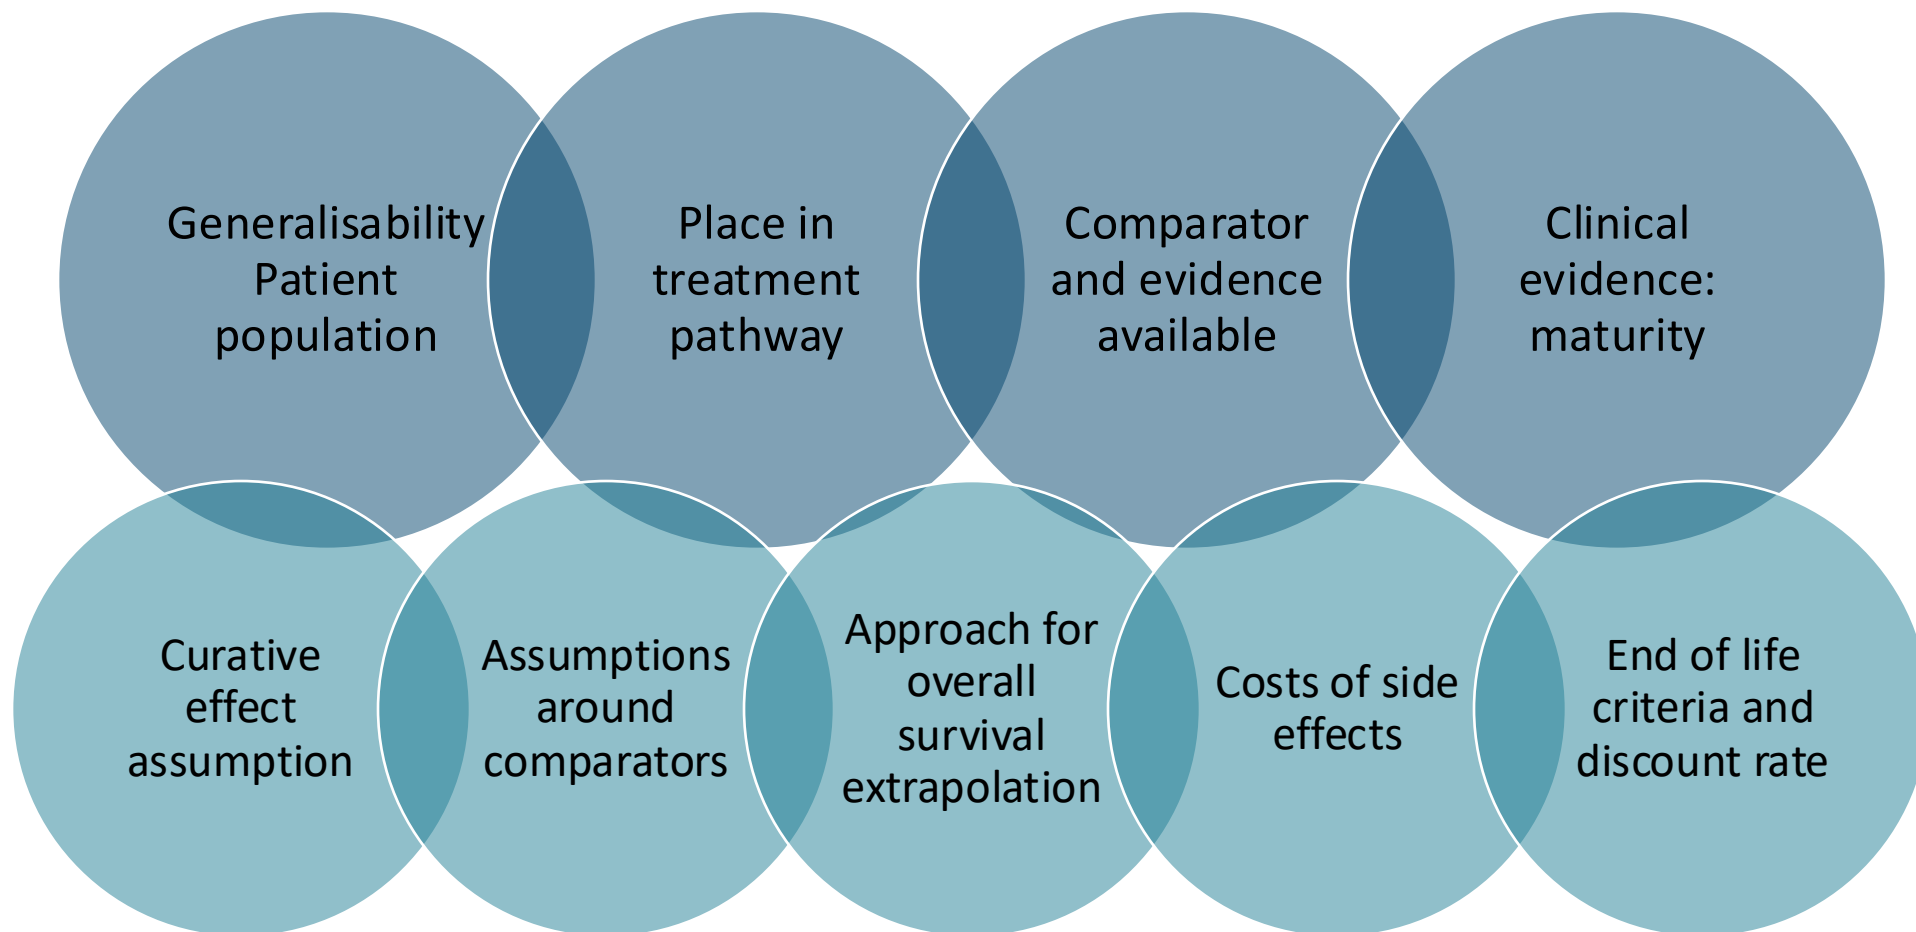 Generalisability
Patient
population
Place in
treatment
pathway
Comparator
and evidence
available
Clinical
evidence:
maturity
Curative
effect
assumption
Assumptions
around
comparators
Approach for
overall
survival
extrapolation
Costs of side
effects
End of life
criteria and
discount rate